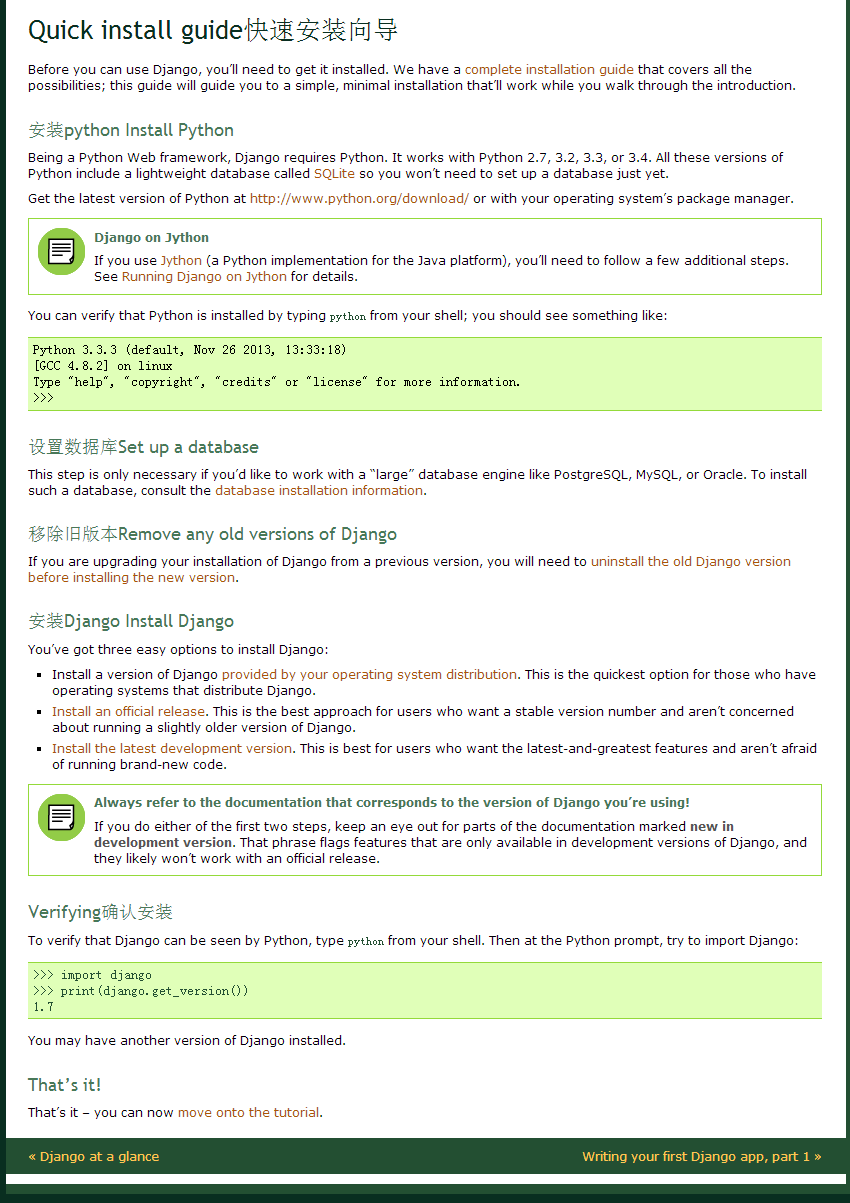 Quick install guide快速安装向导
Before you can use Django, you’ll need to get it installed. We have a complete installation guide that covers all the
possibilities; this guide will guide you to a simple, minimal installation that’ll work while you walk through the introduction.
安装python Install Python
Being a Python Web framework, Django requires Python. It works with Python 2.7, 3.2, 3.3, or 3.4. All these versions of
Python include a lightweight database called SQLite so you won’t need to set up a database just yet.
Get the latest version of Python at http://www.python.org/download/ or with your operating system’s package manager.
Django on Jython
If you use Jython (a Python implementation for the Java platform), you’ll need to follow a few additional steps.
See Running Django on Jython for details.
You can verify that Python is installed by typing python from your shell; you should see something like:
Python 3.3.3 (default, Nov 26 2013, 13:33:18)
[GCC 4.8.2] on linux
Type "help", "copyright", "credits" or "license" for more information.
>>>
设置数据库Set up a database
This step is only necessary if you’d like to work with a “large” database engine like PostgreSQL, MySQL, or Oracle. To install
such a database, consult the database installation information.
移除旧版本Remove any old versions of Django
If you are upgrading your installation of Django from a previous version, you will need to uninstall the old Django version
before installing the new version.
安装Django Install Django
You’ve got three easy options to install Django:
▪ Install a version of Django provided by your operating system distribution. This is the quickest option for those who have
operating systems that distribute Django.
▪ Install an official release. This is the best approach for users who want a stable version number and aren’t concerned
about running a slightly older version of Django.
▪ Install the latest development version. This is best for users who want the latest-and-greatest features and aren’t afraid
of running brand-new code.
Always refer to the documentation that corresponds to the version of Django you’re using!
If you do either of the first two steps, keep an eye out for parts of the documentation marked new in
development version. That phrase flags features that are only available in development versions of Django, and
they likely won’t work with an official release.
Verifying确认安装
To verify that Django can be seen by Python, type python from your shell. Then at the Python prompt, try to import Django:
>>> import django
>>> print(django.get_version())
1.7
You may have another version of Django installed.
That’s it!
That’s it – you can now move onto the tutorial.
« Django at a glance
Writing your first Django app, part 1 »